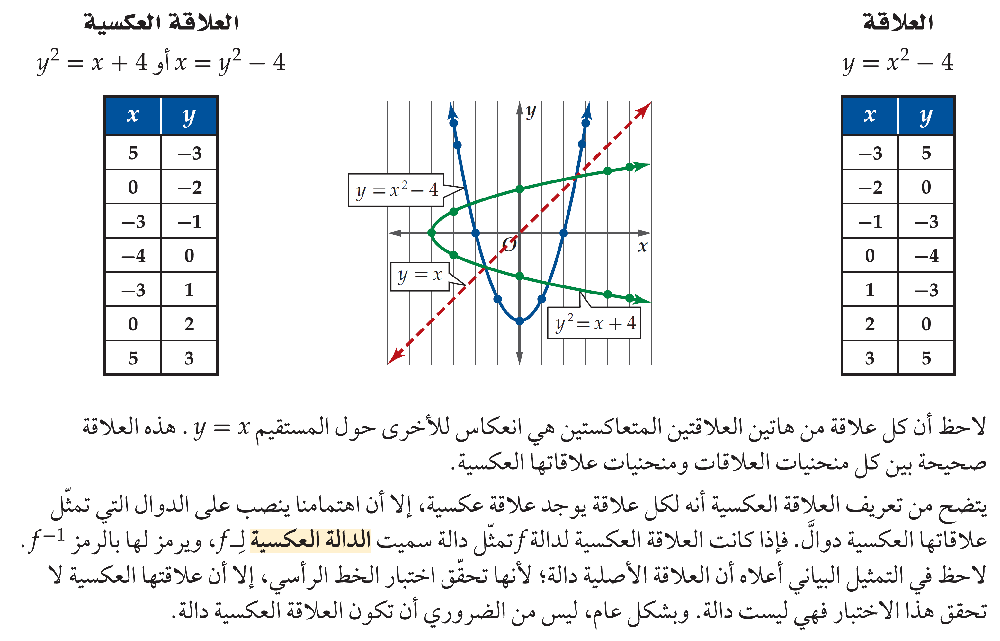 العلاقة
y = x² − 4
x y
−3 5
−2 0
−1 −3
0 −4
1 −3
2 0
3 5
y
x
O
y = x² − 4
y = x
y² = x + 4
العلاقة العكسية
x = y² − 4 أو y² = x + 4
x y
5 −3
0 −2
−3 −1
−4 0
−3 1
0 2
5 3
لاحظ أن كل علاقة من هاتين العلاقتين المتعاكستين هي انعكاس للأخرى حول المستقيم y = x . هذه العلاقة
صحيحة بين كل منحنيات العلاقات ومنحنيات علاقاتها العكسية.
يتضح من تعريف العلاقة العكسية أنه لكل علاقة يوجد علاقة عكسية، إلا أن اهتمامنا ينصب على الدوال التي تمثّل
علاقاتها العكسية دوالَّ. فإذا كانت العلاقة العكسية لدالة f تمثّل دالة سميت الدالة العكسية لِـ f، ويرمز لها بالرمز f⁻¹ .
لاحظ في التمثيل البياني أعلاه أن العلاقة الأصلية دالة؛ لأنها تحقّق اختبار الخط الرأسي، إلا أن علاقتها العكسية لا
تحقق هذا الاختبار فهي ليست دالة. وبشكل عام، ليس من الضروري أن تكون العلاقة العكسية دالة.